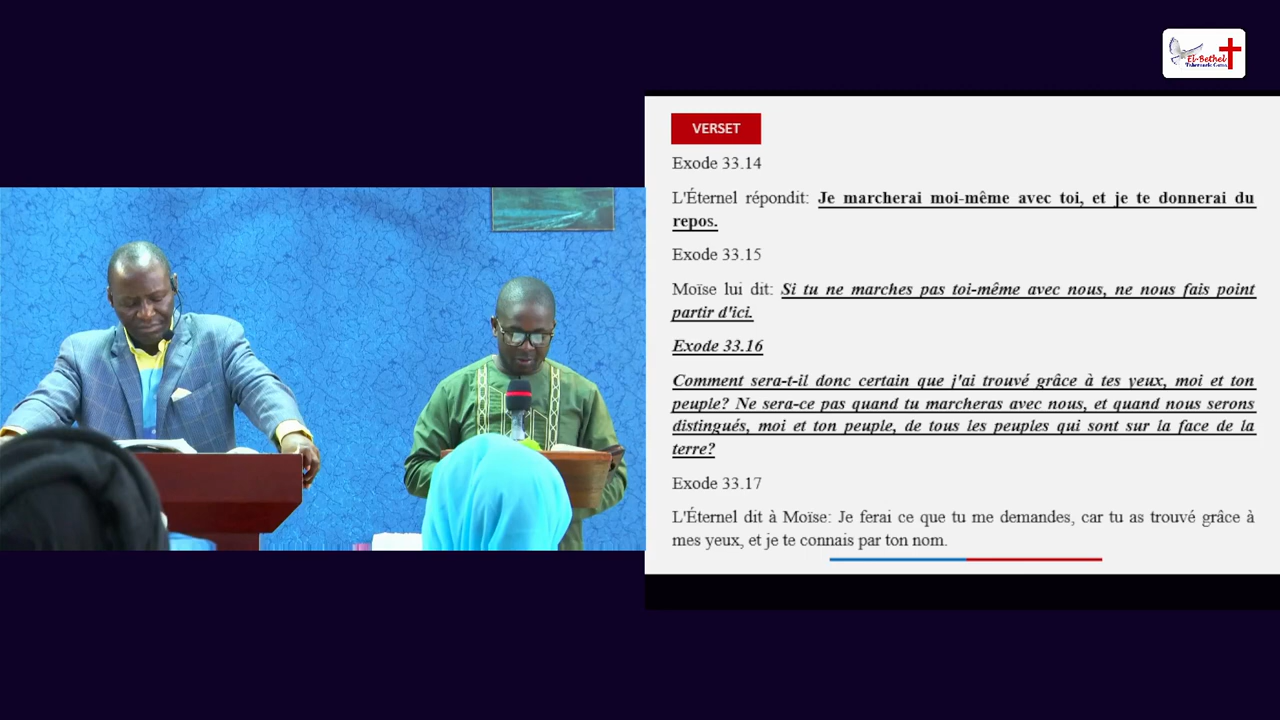 El-Bethel
VERSET
Exode 33.14
L'Éternel répondit: Je marcherai moi-même avec toi, et je te donnerai du
repos.
Exode 33.15
Moïse lui dit: Si tu ne marches pas toi-même avec nous, ne nous fais point
partir d'ici.
Exode 33.16
Comment sera-t-il donc certain que j'ai trouvé grâce à tes yeux, moi et ton
peuple? Ne sera-ce pas quand tu marcheras avec nous, et quand nous serons
distingués, moi et ton peuple, de tous les peuples qui sont sur la face de la
terre?
Exode 33.17
L'Éternel dit à Moïse: Je ferai ce que tu me demandes, car tu as trouvé grâce à
mes yeux, et je te connais par ton nom.